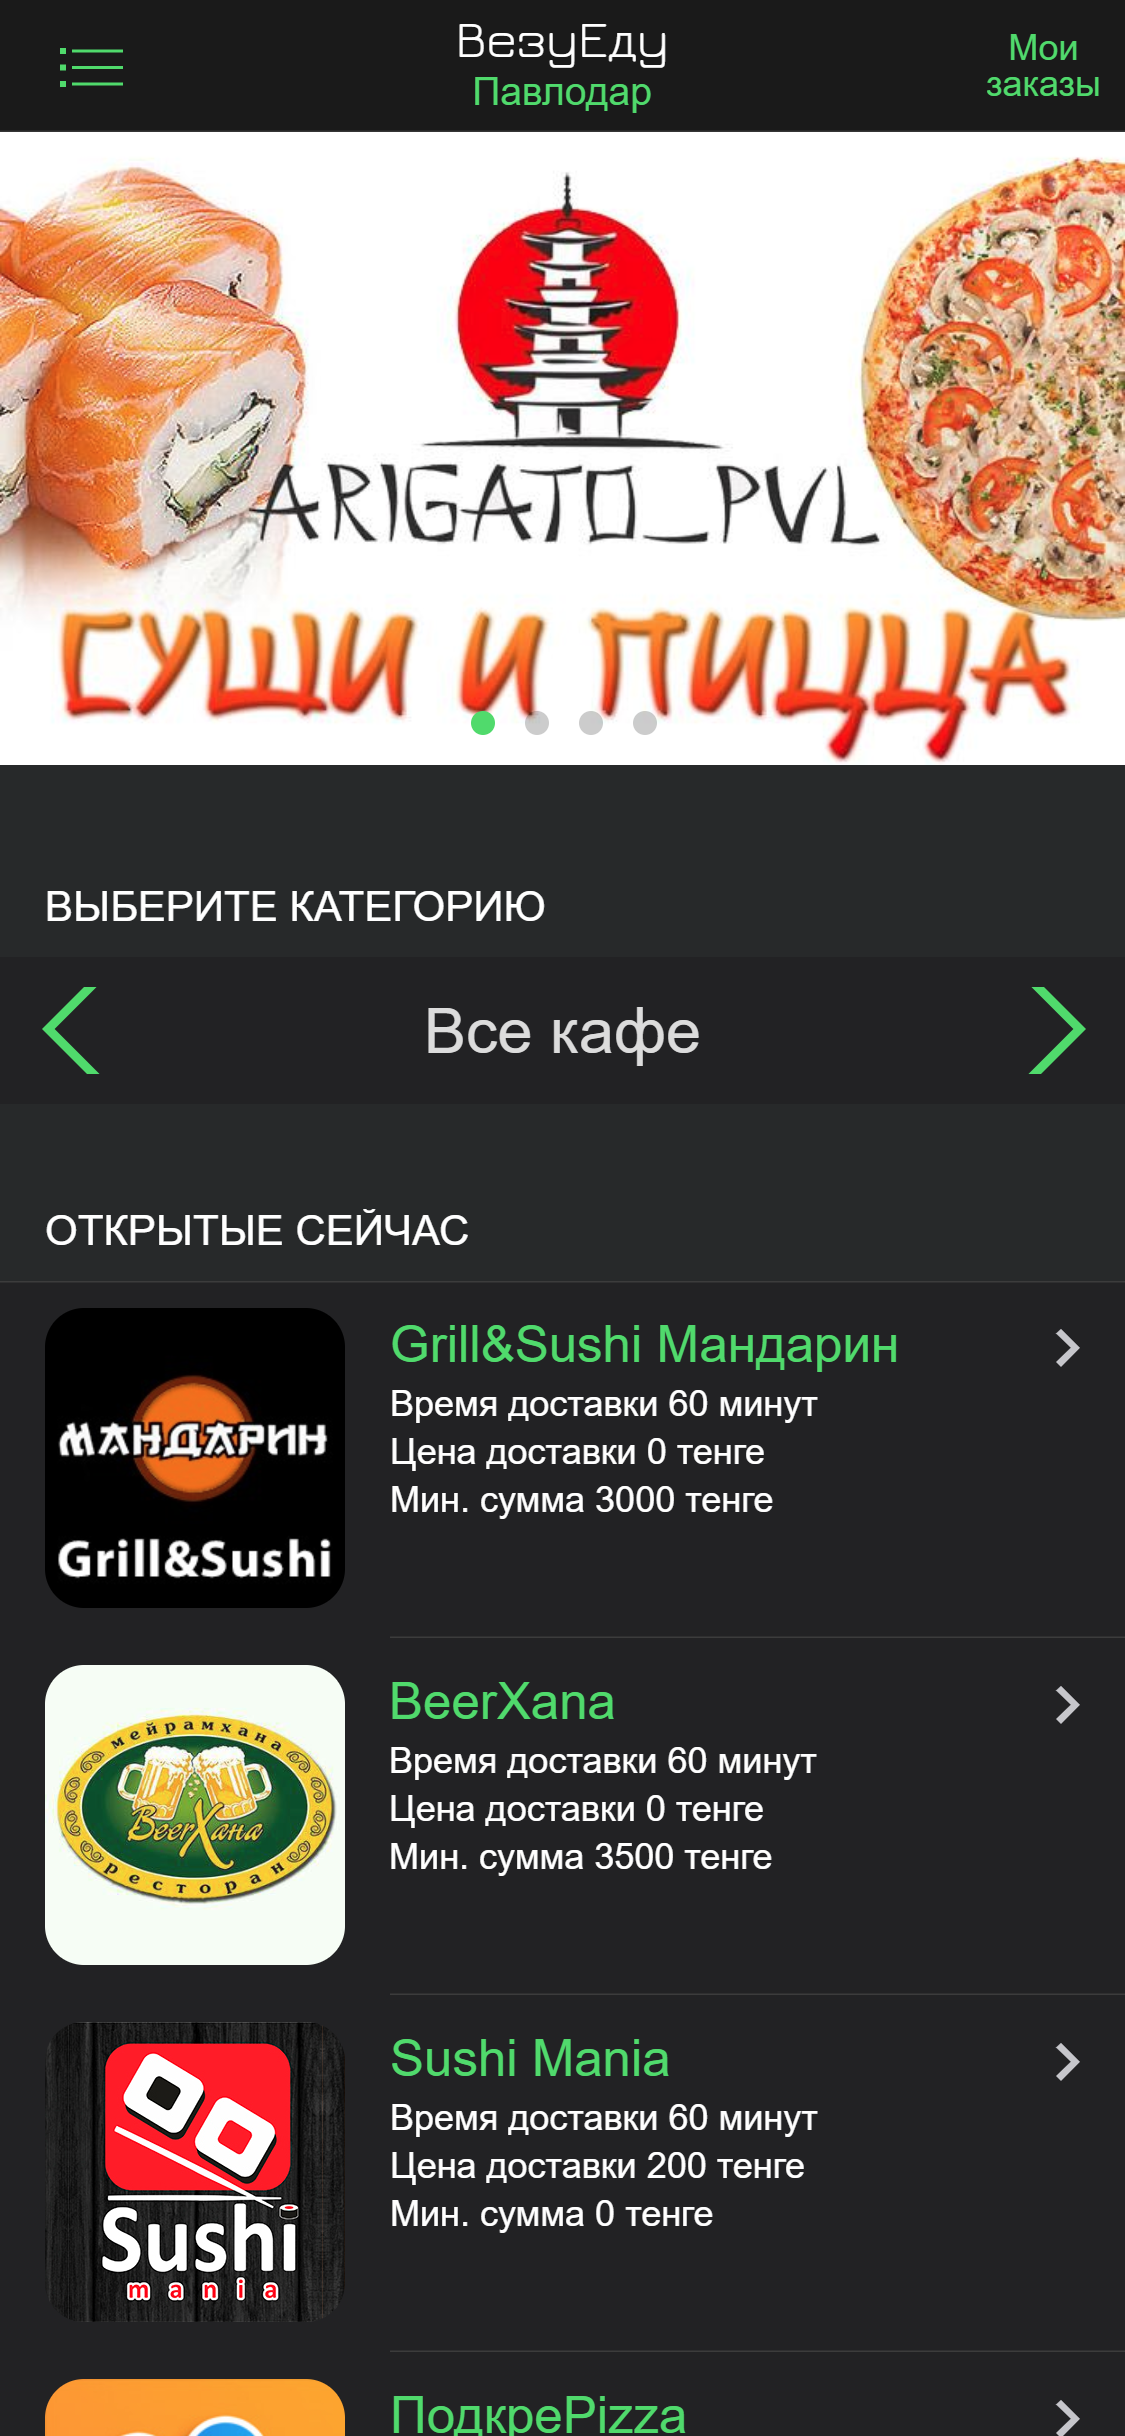 ВезуЕду
Павлодар
Мои
заказы
ARIGATO_PVL
СУШИ И ПИЦЦА
ВЫБЕРИТЕ КАТЕГОРИЮ
Все кафе
ОТКРЫТЫЕ СЕЙЧАС
МАНДАРИН
Grill&Sushi
Grill&Sushi Мандарин
Время доставки 60 минут
Цена доставки 0 тенге
Мин. сумма 3000 тенге
мейрамхана
BeerХана
ресторан
BeerXana
Время доставки 60 минут
Цена доставки 0 тенге
Мин. сумма 3500 тенге
Sushi
mania
Sushi Mania
Время доставки 60 минут
Цена доставки 200 тенге
Мин. сумма 0 тенге
ПодкреPizza